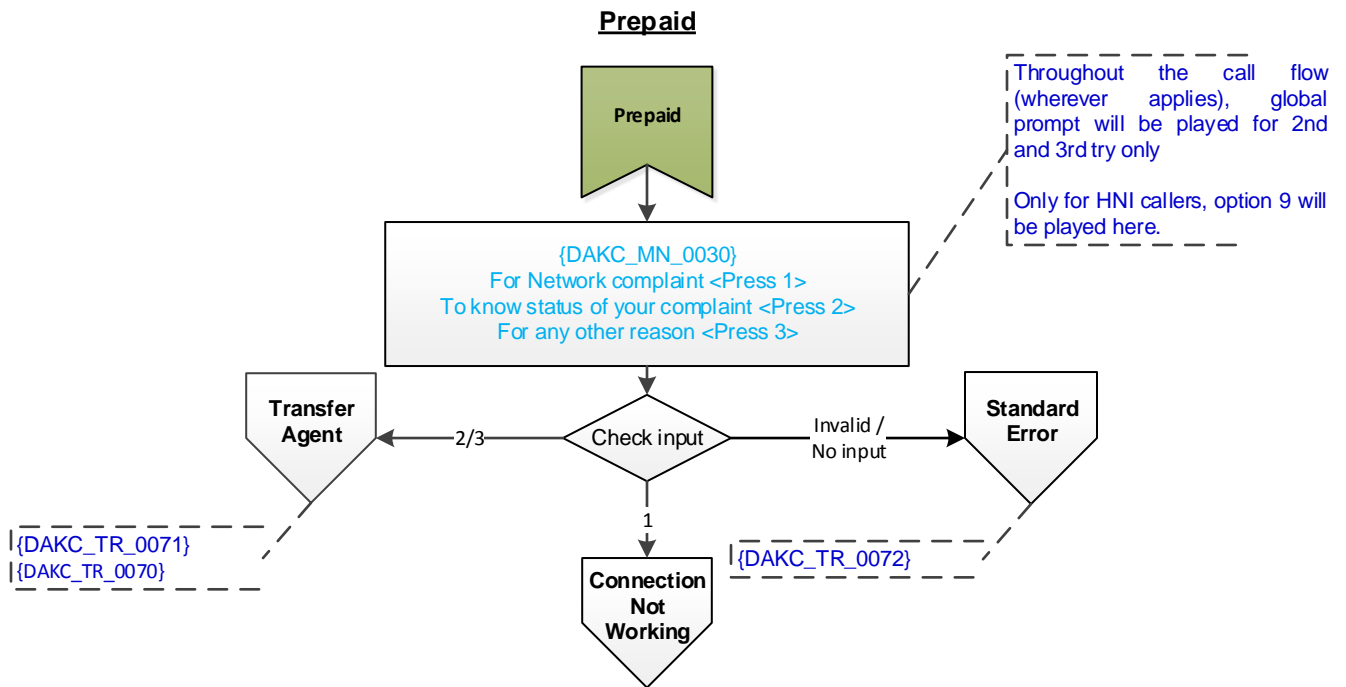 Prepaid
Prepaid
Throughout the call flow
(wherever applies), global
prompt will be played for 2nd
and 3rd try only
Only for HNI callers, option 9 will
be played here.
{DAKC_MN_0030}
For Network complaint <Press 1>
To know status of your complaint <Press 2>
For any other reason <Press 3>
Transfer
Agent
2/3
Check input
Invalid /
No input
Standard
Error
{DAKC_TR_0071}
{DAKC_TR_0070}
1
{DAKC_TR_0072}
Connection
Not
Working